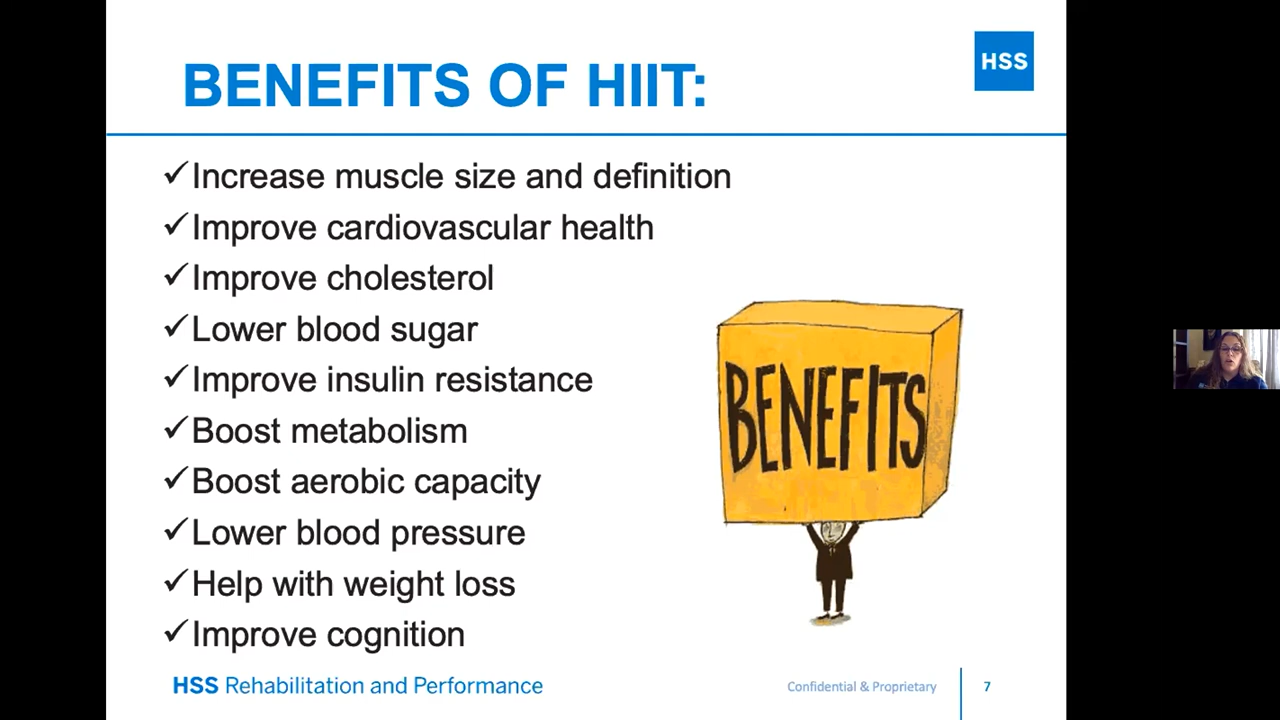 BENEFITS OF HIIT:
HSS
✓Increase muscle size and definition
✓Improve cardiovascular health
✓Improve cholesterol
✓Lower blood sugar
✓Improve insulin resistance
✓Boost metabolism
✓Boost aerobic capacity
✓Lower blood pressure
✓Help with weight loss
✓Improve cognition
BENEFITS
HSS Rehabilitation and Performance
Confidential & Proprietary
7